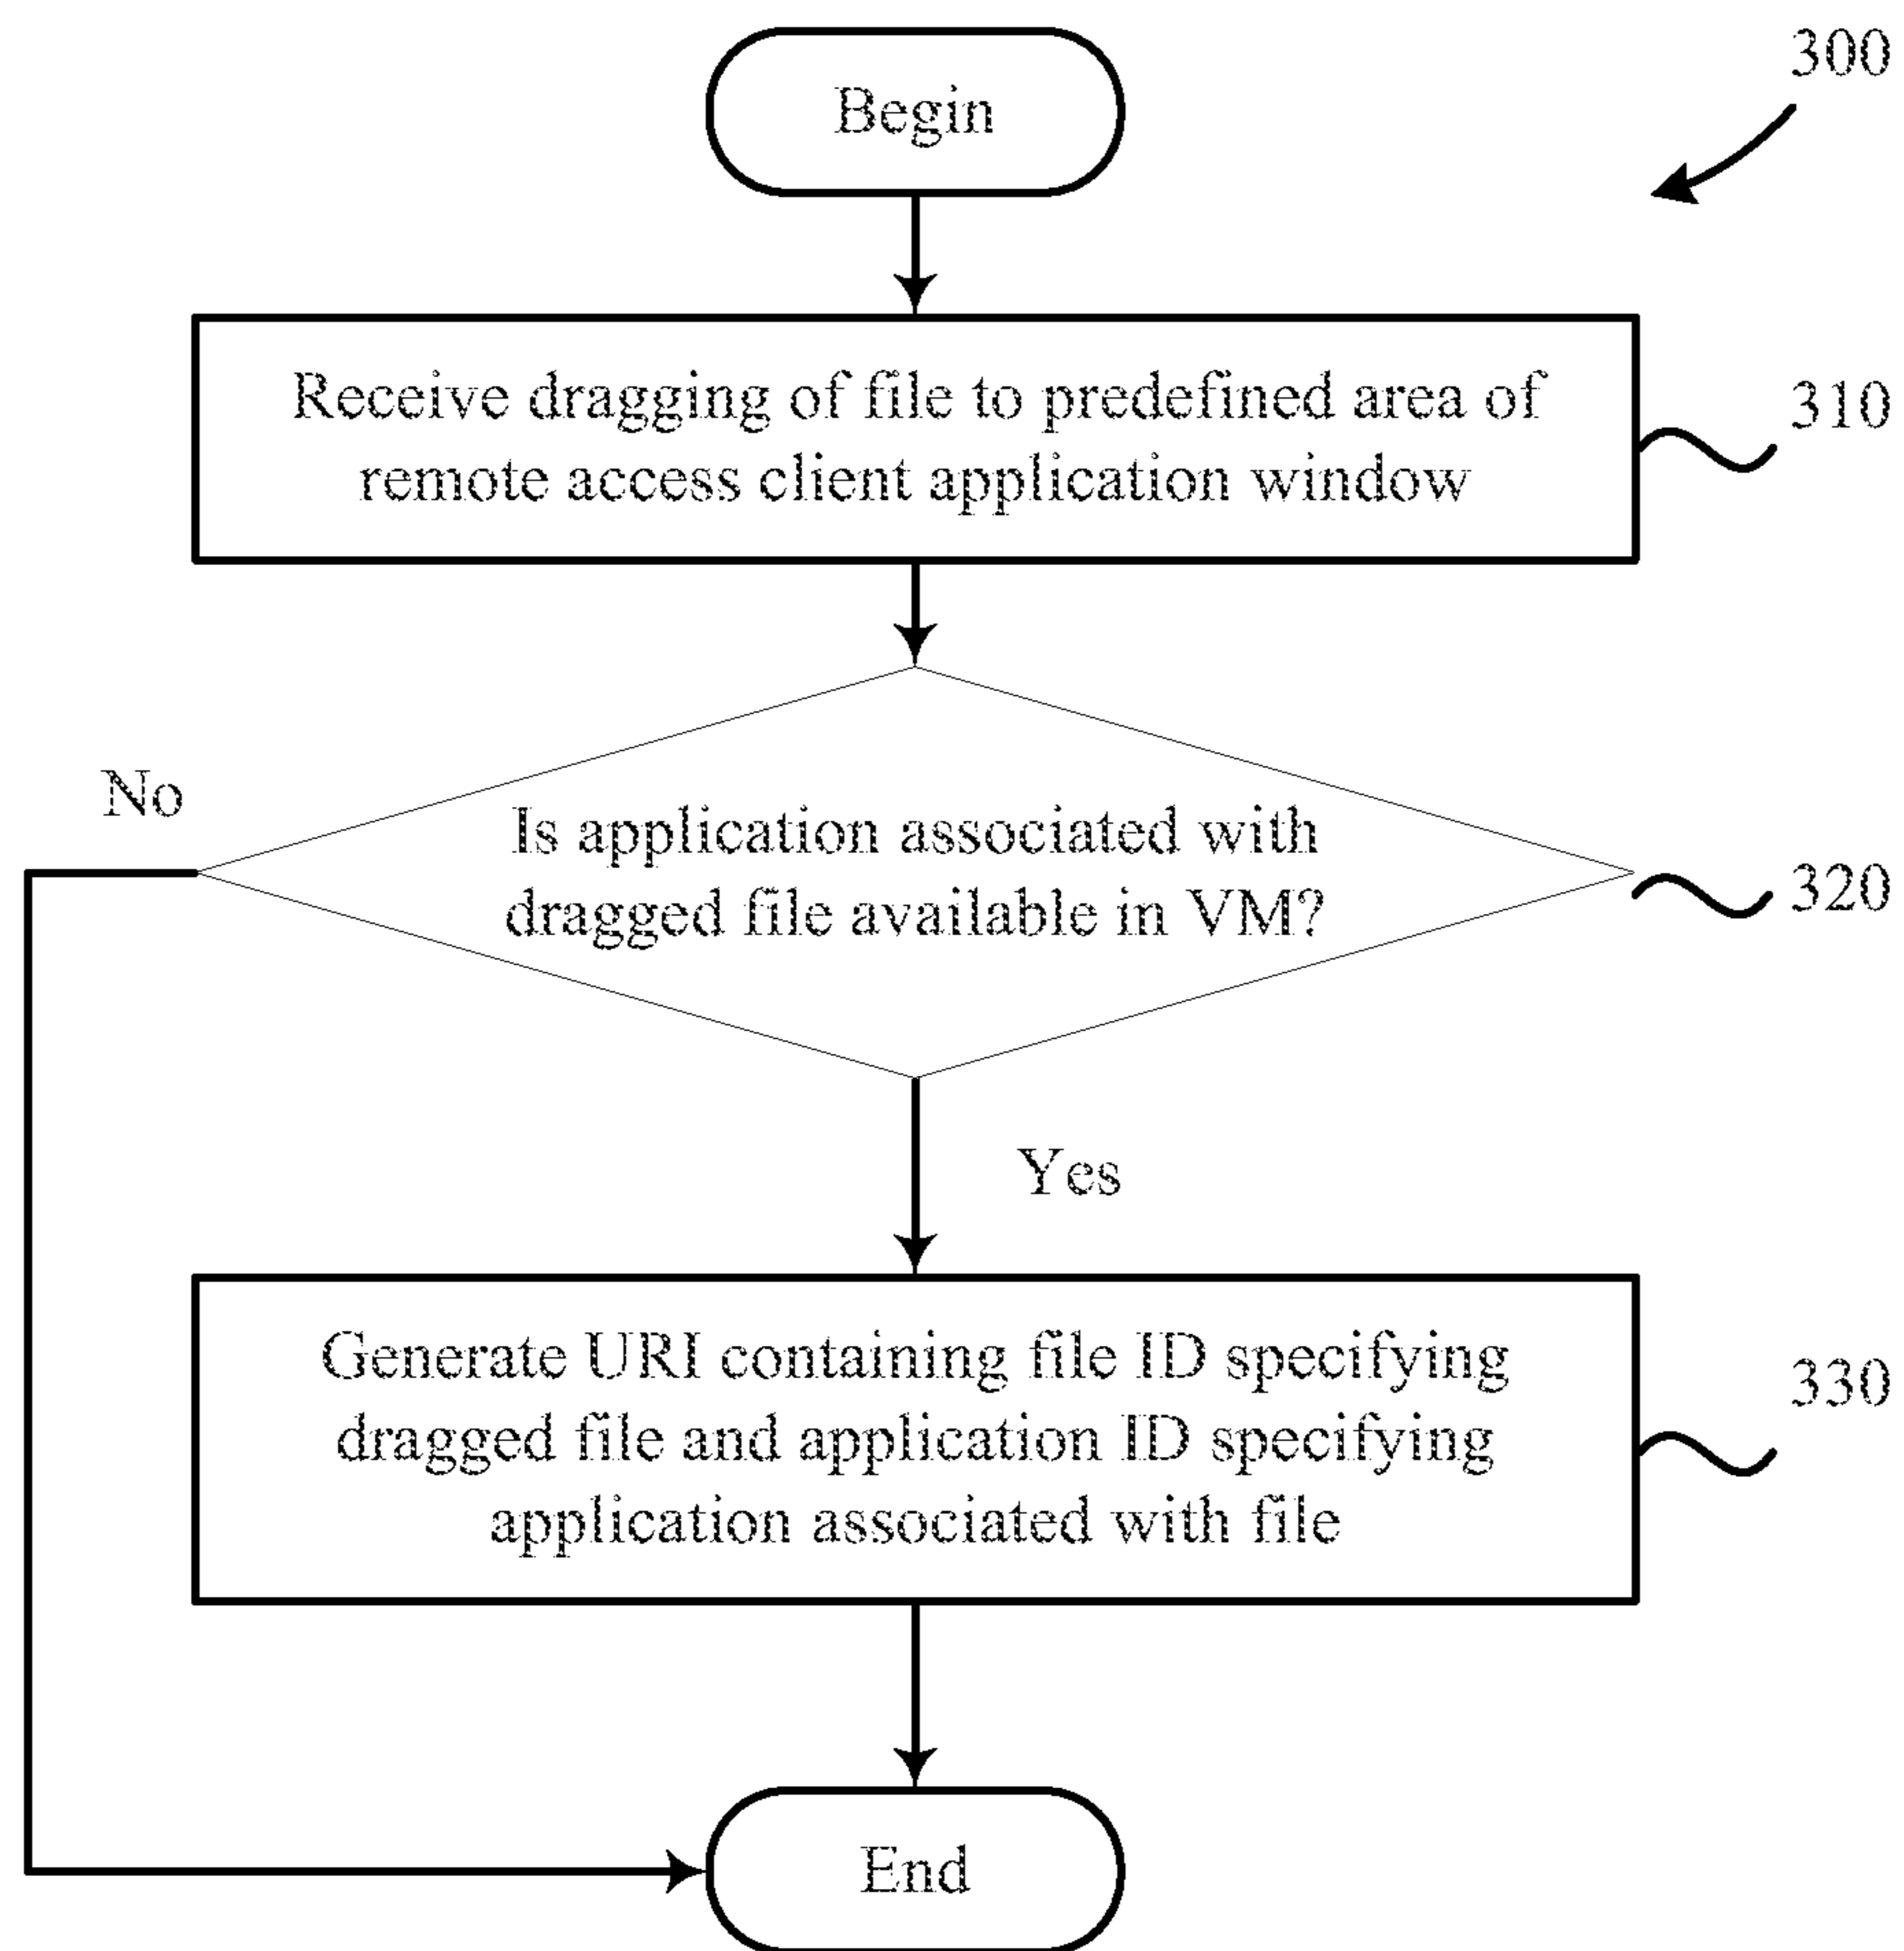 300
Begin
Receive dragging of file to predefined area of
remote access client application window
310
No
Is application associated with
dragged file available in VM?
320
Yes
Generate URI containing file ID specifying
dragged file and application ID specifying
application associated with file
330
End